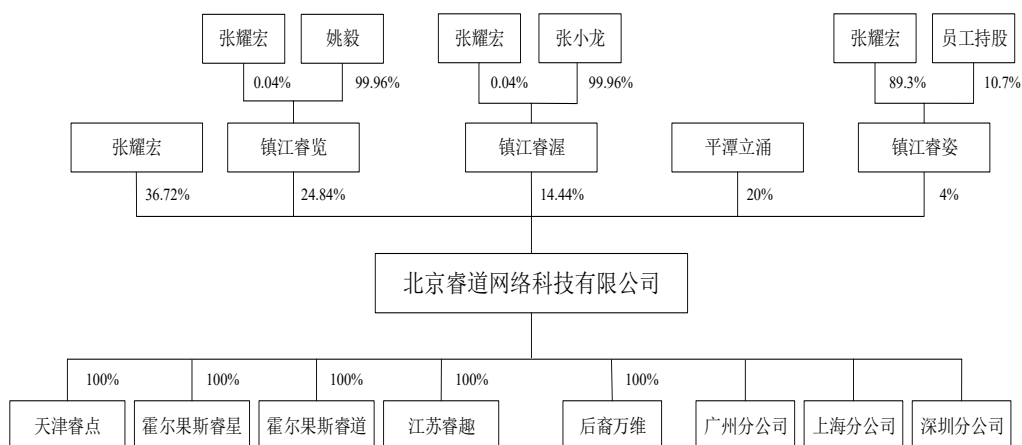 张耀宏 姚毅 张耀宏 张小龙 张耀宏 员工持股
0.04% 99.96% 0.04% 99.96% 89.3% 10.7%
张耀宏 镇江睿览 镇江睿渥 平潭立涌 镇江睿姿
36.72% 24.84% 14.44% 20% 4%
北京睿道网络科技有限公司
100% 100% 100% 100% 100%
天津睿点 霍尔果斯睿星 霍尔果斯睿道 江苏睿趣 后裔万维 广州分公司 上海分公司 深圳分公司